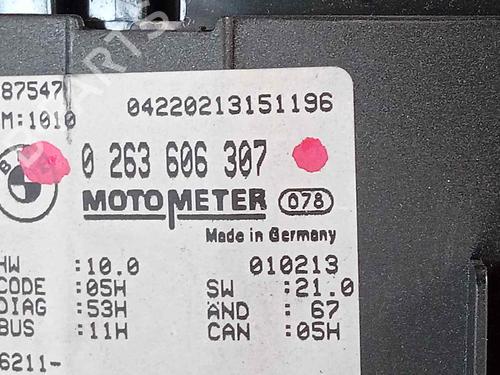 87547
04220213151196
M:1010
B
0 263 606 307
MOTOMETER 078
Made in Germany
HW :10.0 010213
CODE :05H SW :21.0
DIAG :53H ÄND : 67
BUS :11H CAN :05H
6211-